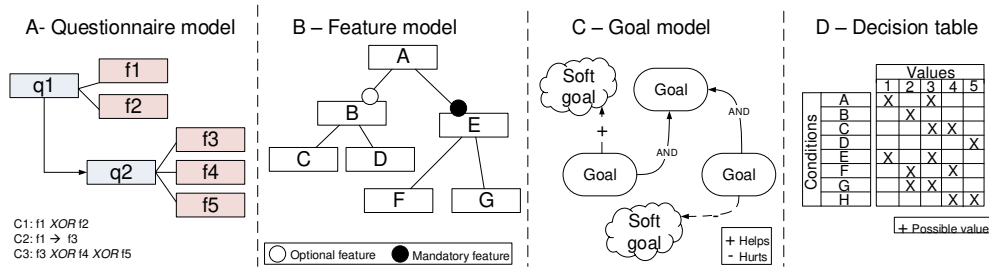 A- Questionnaire model
q1
f1
f2
q2
f3
f4
f5
C1: f1 XOR f2
C2: f1 → f3
C3: f3 XOR f4 XOR f5
B – Feature model
A
B
E
C
D
F
G
Optional feature
Mandatory feature
C – Goal model
Soft goal
Goal
+
AND
AND
Goal
Goal
Soft goal
-
+ Helps
- Hurts
D – Decision table
Values
1 2 3 4 5
Conditions
A X X
B X
C X X
D X
E X X
F X X
G X X
H X X
+ Possible value